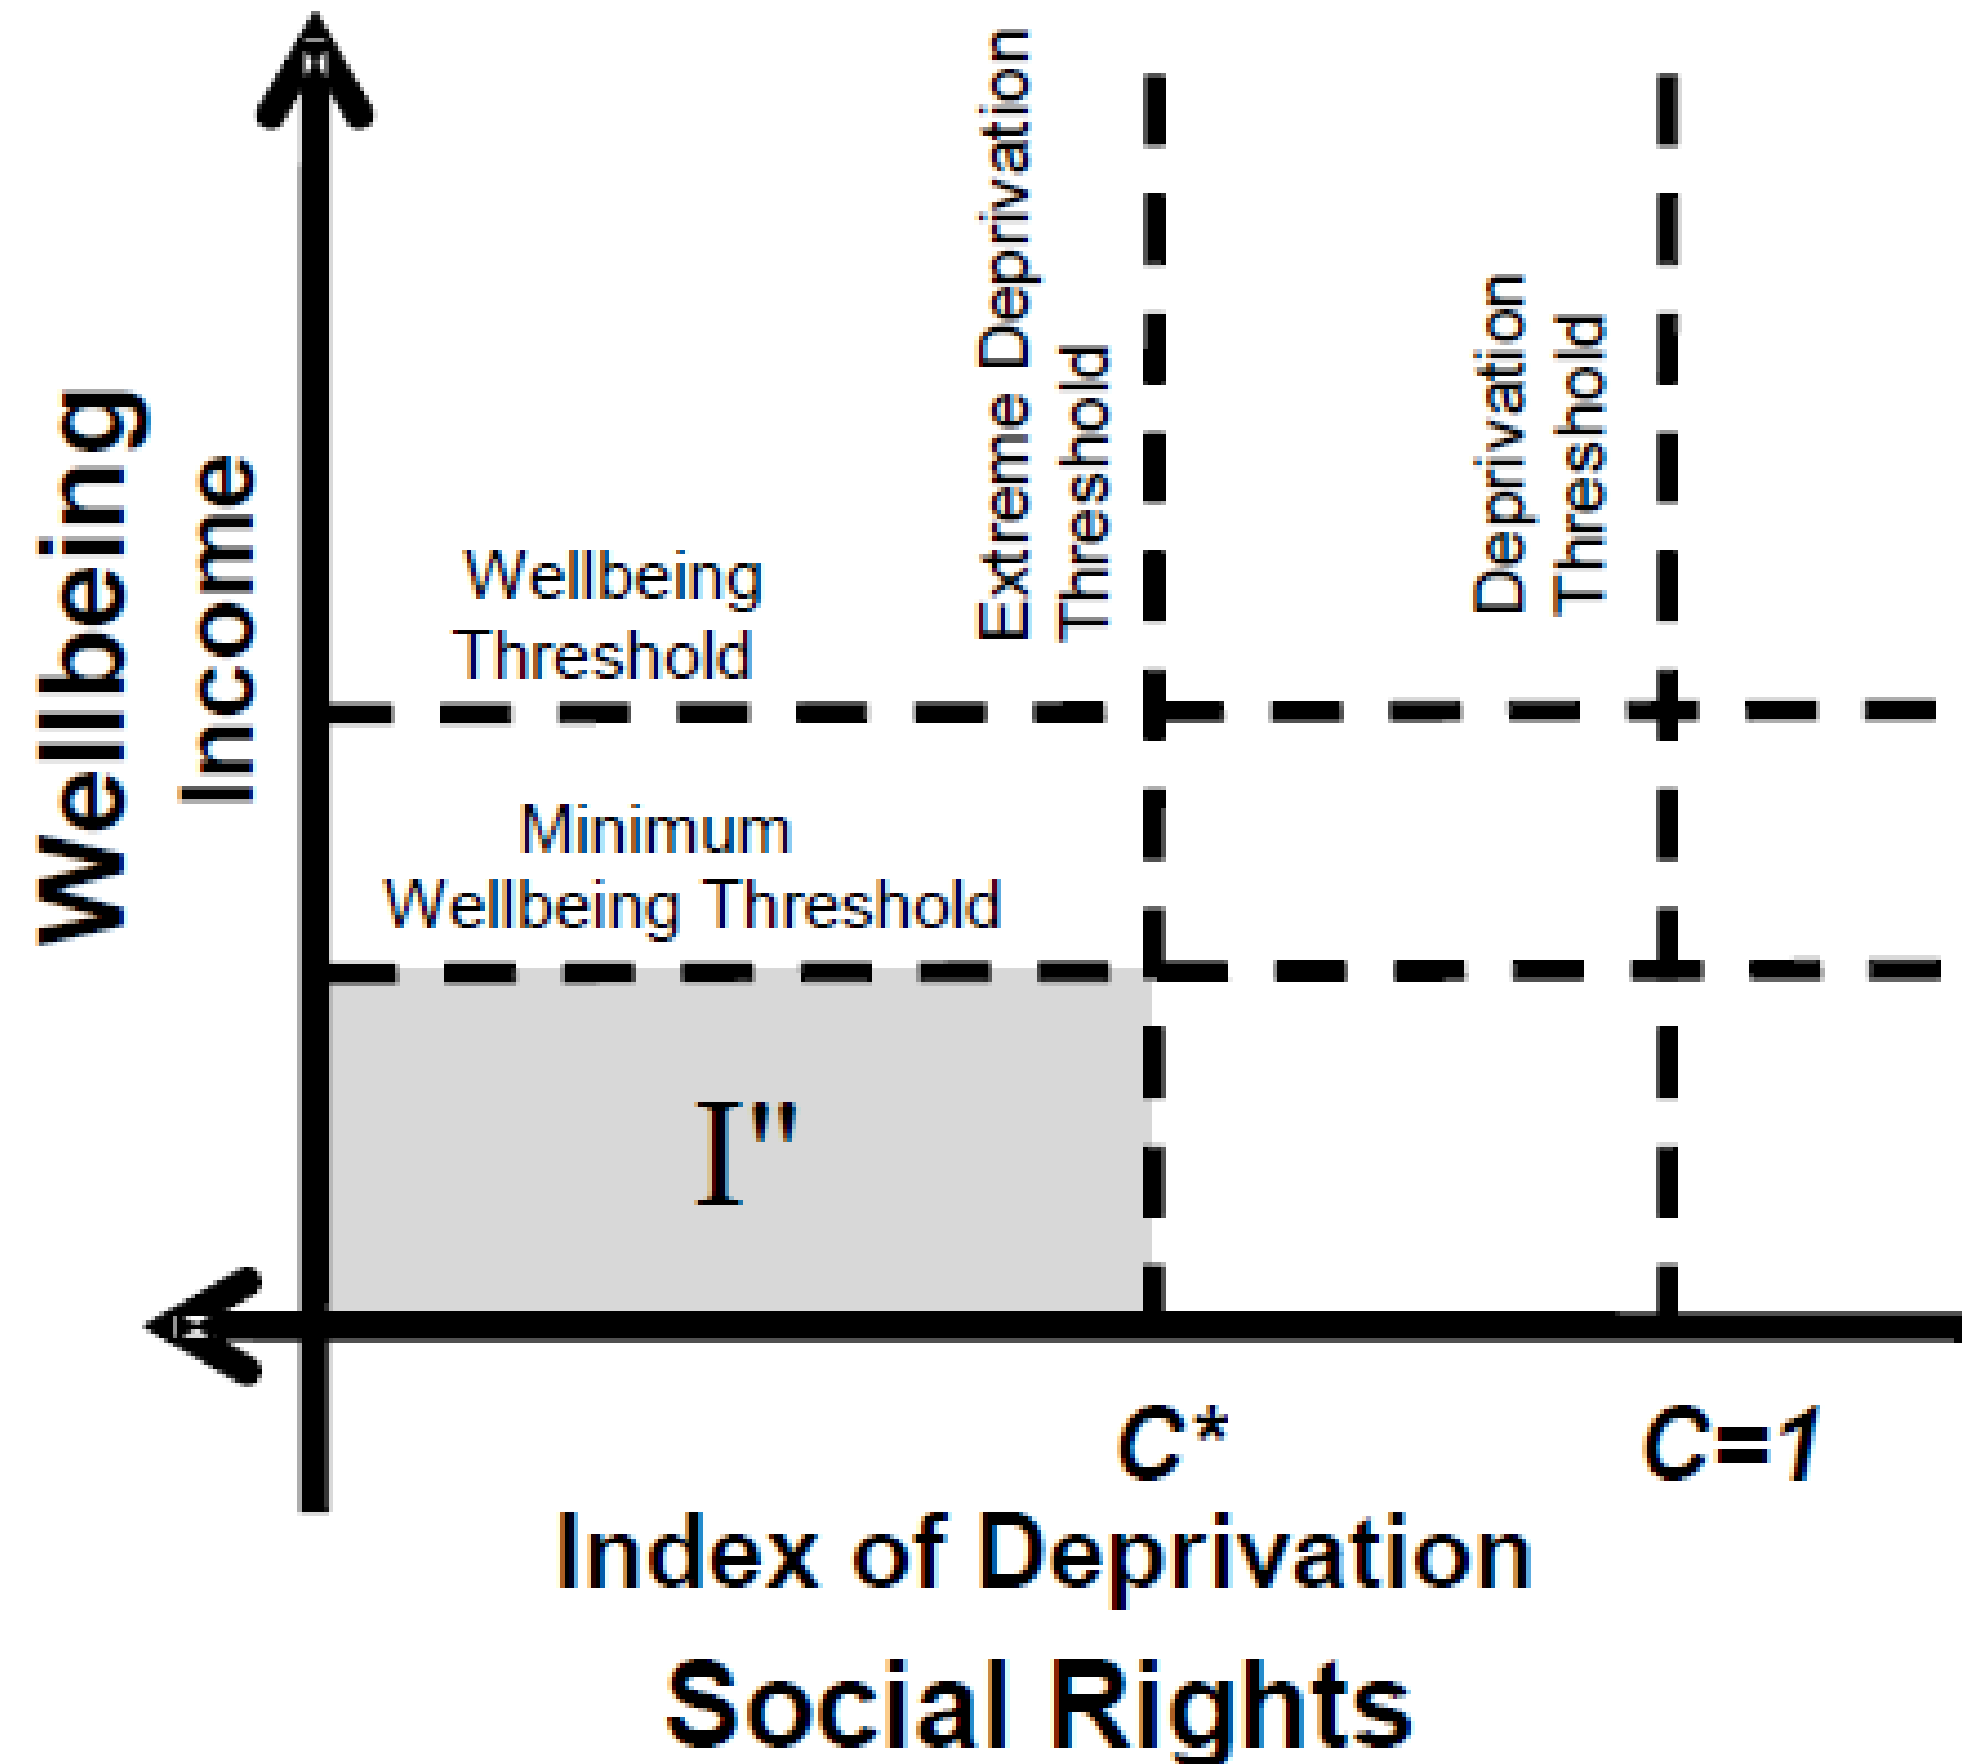 Wellbeing
Income
Extreme Deprivation
Threshold
Deprivation
Threshold
Wellbeing
Threshold
Minimum
Wellbeing Threshold
I"
C*
C=1
Index of Deprivation
Social Rights